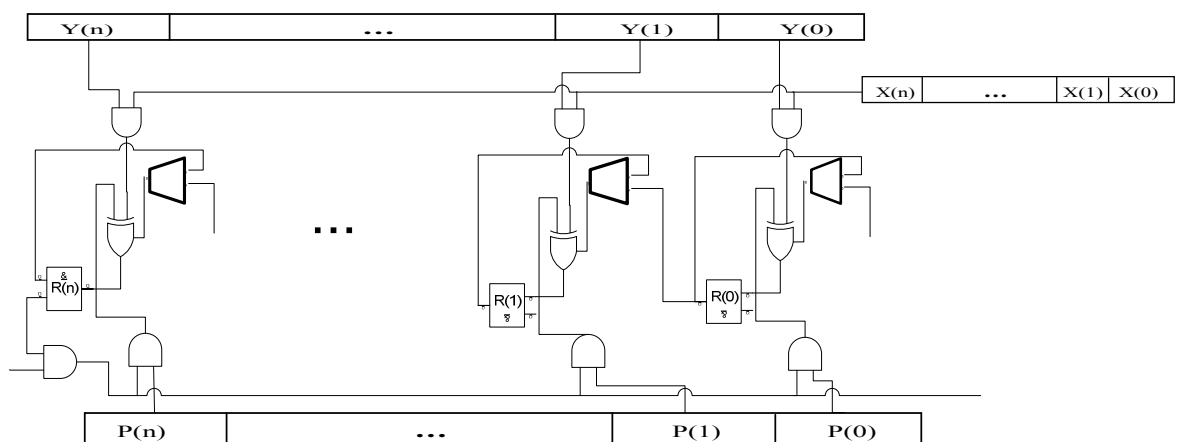 Y(n) ... Y(1) Y(0)
X(n) ... X(1) X(0)
...
& R(n)
R(1)
R(0)
P(n) ... P(1) P(0)